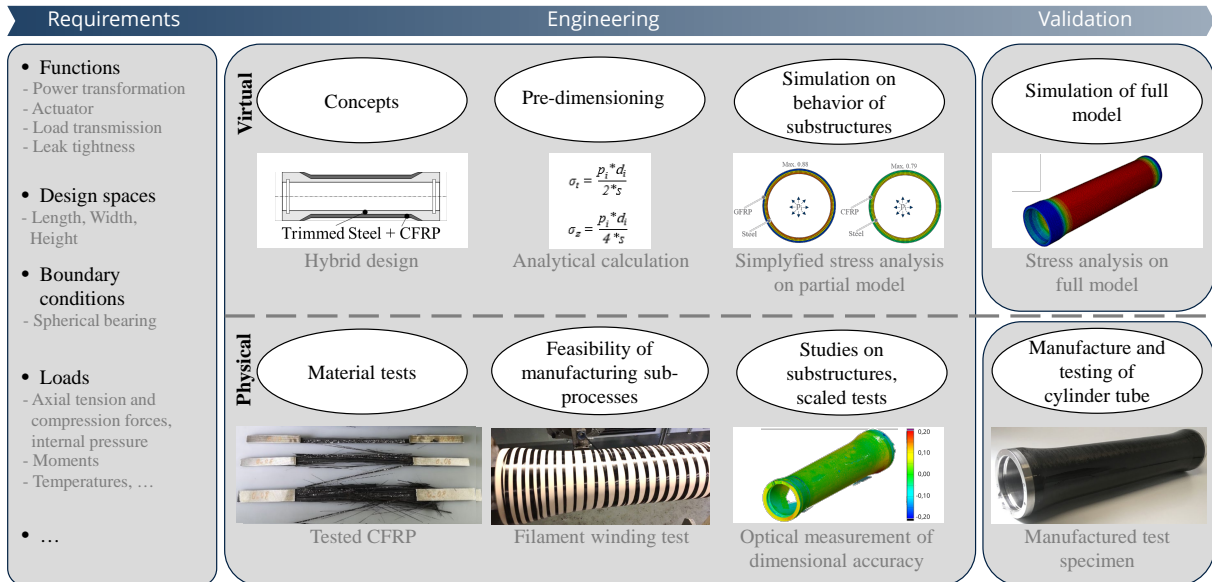 Requirements
Engineering
Validation
• Functions
- Power transformation
- Actuator
- Load transmission
- Leak tightness
• Design spaces
- Length, Width,
Height
• Boundary
conditions
- Spherical bearing
• Loads
- Axial tension and
compression forces,
internal pressure
- Moments
- Temperatures, …
• …
Virtual
Concepts
Trimmed Steel + CFRP
Hybrid design
Pre-dimensioning
σt = pi*di
2*s
σz = pi*di
4*s
Analytical calculation
Simulation on
behavior of
substructures
Max. 0.88
GFRP
Steel
pi
Max. 0.79
CFRP
Steel
pi
Simplyfied stress analysis
on partial model
Simulation of full
model
Stress analysis on
full model
Physical
Material tests
Tested CFRP
Feasibility of
manufacturing sub-
processes
Filament winding test
Studies on
substructures,
scaled tests
0,20
0,10
0,00
-0,10
-0,20
Optical measurement of
dimensional accuracy
Manufacture and
testing of
cylinder tube
Manufactured test
specimen